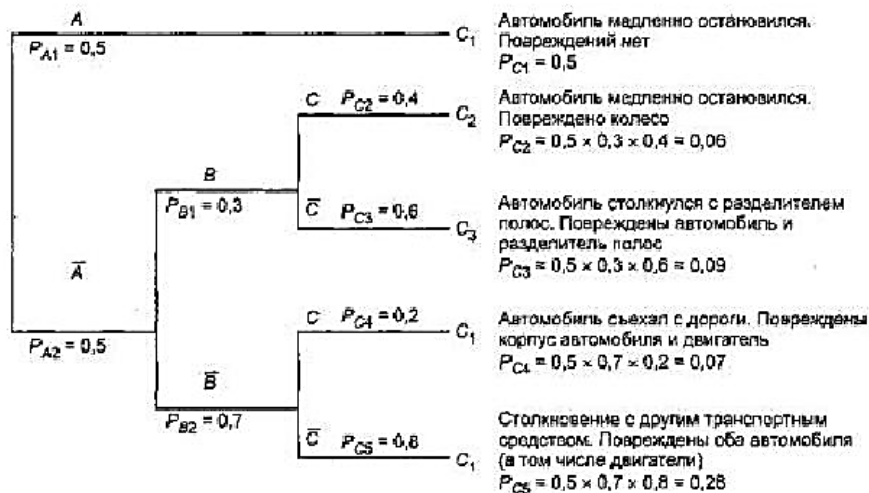 A
P_A1 = 0,5
C₁
Автомобиль медленно остановился.
Повреждений нет
P_C1 = 0,5
C P_C2 = 0,4
C₂
Автомобиль медленно остановился.
Повреждено колесо
P_C2 = 0,5 × 0,3 × 0,4 = 0,06
B
P_B1 = 0,3
C̅ P_C3 = 0,6
C₃
Автомобиль столкнулся с разделителем
полос. Повреждены автомобиль и
разделитель полос
P_C3 = 0,5 × 0,3 × 0,6 = 0,09
A̅
P_A2 = 0,5
C P_C4 = 0,2
C₁
Автомобиль съехал с дороги. Повреждены
корпус автомобиля и двигатель
P_C4 = 0,5 × 0,7 × 0,2 = 0,07
B̅
P_B2 = 0,7
C̅ P_C5 = 0,8
C₁
Столкновение с другим транспортным
средством. Повреждены оба автомобиля
(в том числе двигатели)
P_C5 = 0,5 × 0,7 × 0,8 = 0,28